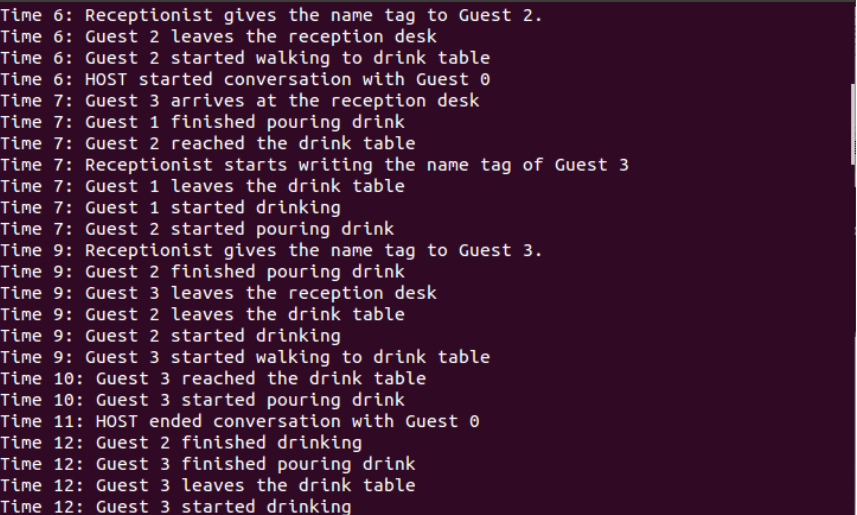 Time 6: Receptionist gives the name tag to Guest 2.
Time 6: Guest 2 leaves the reception desk
Time 6: Guest 2 started walking to drink table
Time 6: HOST started conversation with Guest 0
Time 7: Guest 3 arrives at the reception desk
Time 7: Guest 1 finished pouring drink
Time 7: Guest 2 reached the drink table
Time 7: Receptionist starts writing the name tag of Guest 3
Time 7: Guest 1 leaves the drink table
Time 7: Guest 1 started drinking
Time 7: Guest 2 started pouring drink
Time 9: Receptionist gives the name tag to Guest 3.
Time 9: Guest 2 finished pouring drink
Time 9: Guest 3 leaves the reception desk
Time 9: Guest 2 leaves the drink table
Time 9: Guest 2 started drinking
Time 9: Guest 3 started walking to drink table
Time 10: Guest 3 reached the drink table
Time 10: Guest 3 started pouring drink
Time 11: HOST ended conversation with Guest 0
Time 12: Guest 2 finished drinking
Time 12: Guest 3 finished pouring drink
Time 12: Guest 3 leaves the drink table
Time 12: Guest 3 started drinking